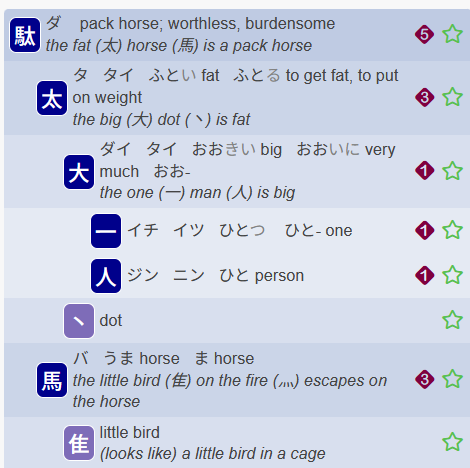 駄 ダ pack horse; worthless, burdensome 5
the fat (太) horse (馬) is a pack horse
太 タ タイ ふとい fat ふとる to get fat, to put 3
on weight
the big (大) dot (丶) is fat
大 ダイ タイ おおきい big おおいに very 1
much おお-
the one (一) man (人) is big
一 イチ イツ ひとつ ひと- one 1
人 ジン ニン ひと person 1
丶 dot
馬 バ うま horse ま horse 3
the little bird (隹) on the fire (灬) escapes on
the horse
隹 little bird
(looks like) a little bird in a cage